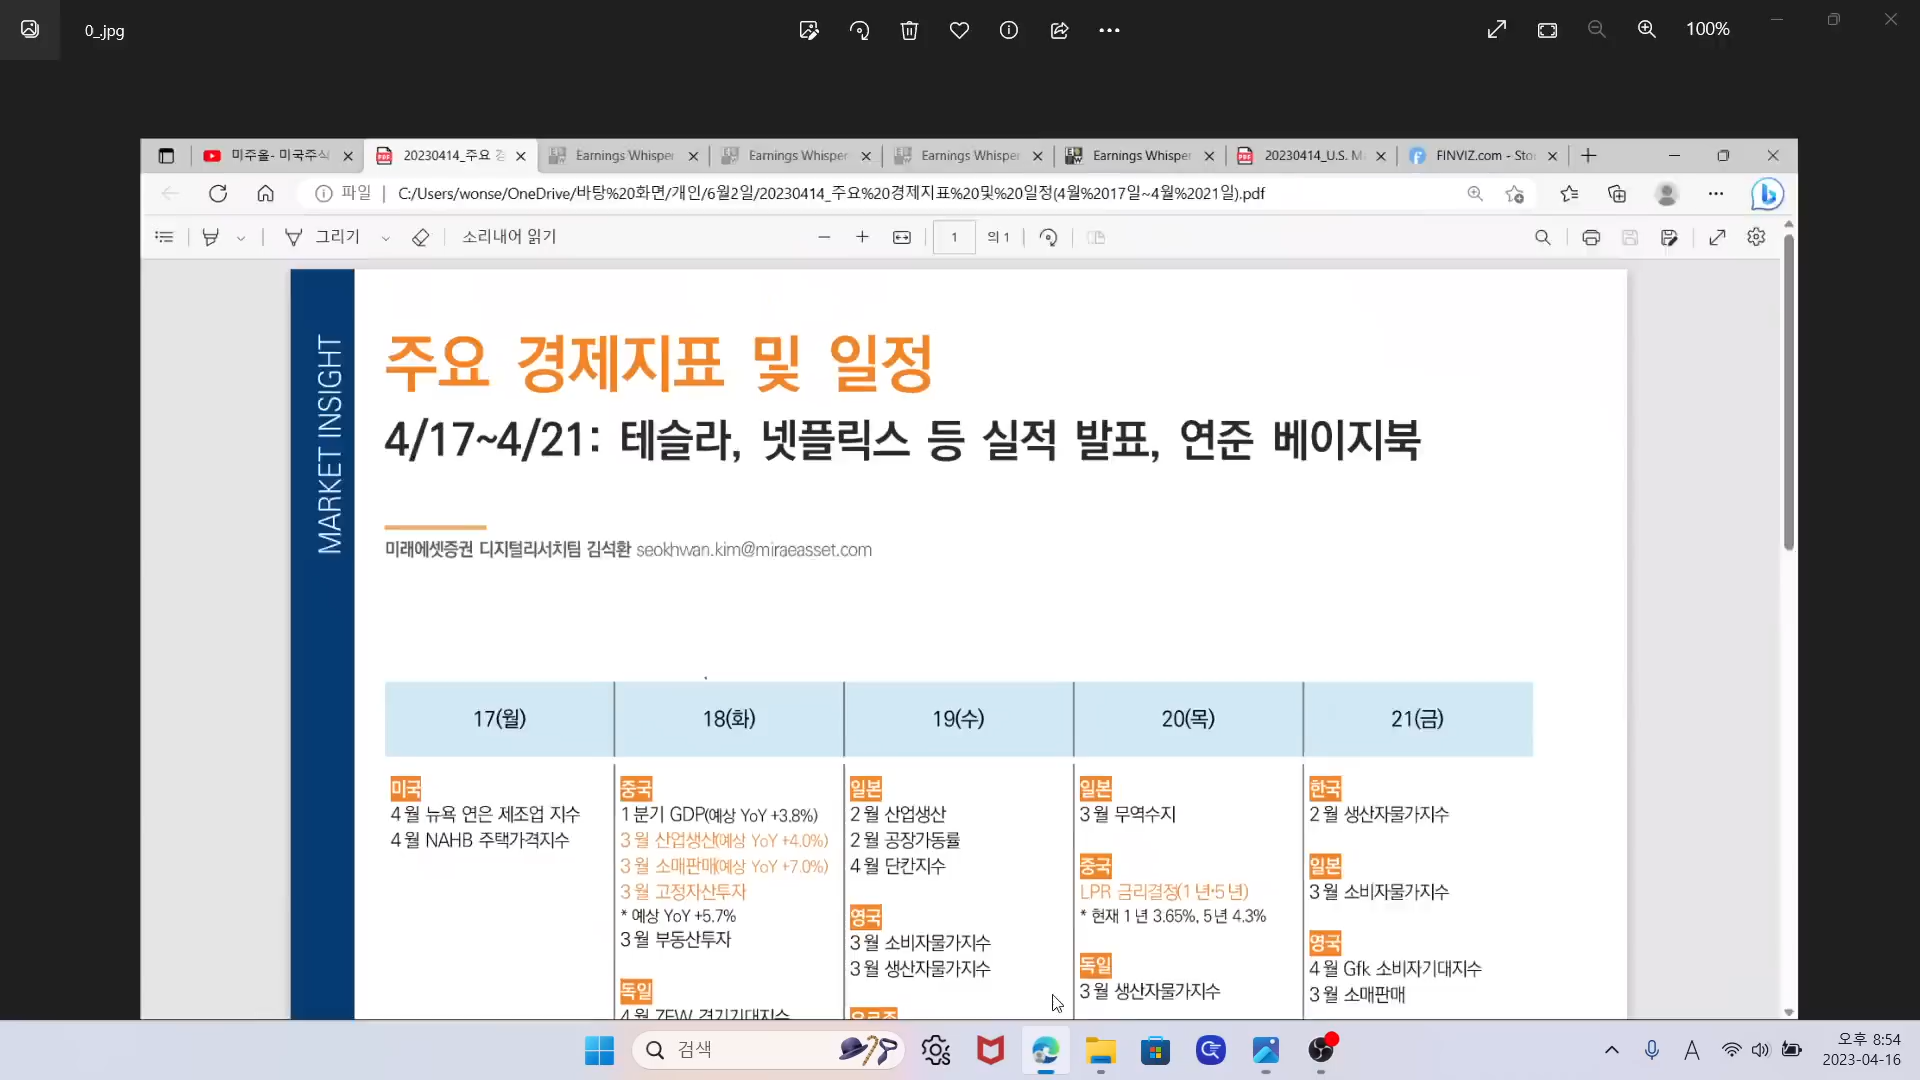 0_.jpg
100%
미주올- 미국주식
20230414_주요 경
Earnings Whisper
Earnings Whisper
Earnings Whisper
Earnings Whisper
20230414_U.S. M
FINVIZ.com - Sto
파일
C:/Users/wonse/OneDrive/바탕%20화면/개인/6월2일/20230414_주요%20경제지표%20및%20일정(4월%2017일~4월%2021일).pdf
그리기
소리내어 읽기
1
의 1
MARKET INSIGHT
주요 경제지표 및 일정
4/17~4/21: 테슬라, 넷플릭스 등 실적 발표, 연준 베이지북
미래에셋증권 디지털리서치팀 김석환 seokhwan.kim@miraeasset.com
17(월)
18(화)
19(수)
20(목)
21(금)
미국
4월 뉴욕 연은 제조업 지수
4월 NAHB 주택가격지수
중국
1분기 GDP(예상 YoY +3.8%)
3월 산업생산(예상 YoY +4.0%)
3월 소매판매(예상 YoY +7.0%)
3월 고정자산투자
* 예상 YoY +5.7%
3월 부동산투자
독일
4월 ZEW 경기기대지수
일본
2월 산업생산
2월 공장가동률
4월 단칸지수
영국
3월 소비자물가지수
3월 생산자물가지수
유로존
일본
3월 무역수지
중국
LPR 금리결정(1년·5년)
* 현재 1년 3.65%, 5년 4.3%
독일
3월 생산자물가지수
한국
2월 생산자물가지수
일본
3월 소비자물가지수
영국
4월 Gfk 소비자기대지수
3월 소매판매
검색
A
오후 8:54
2023-04-16